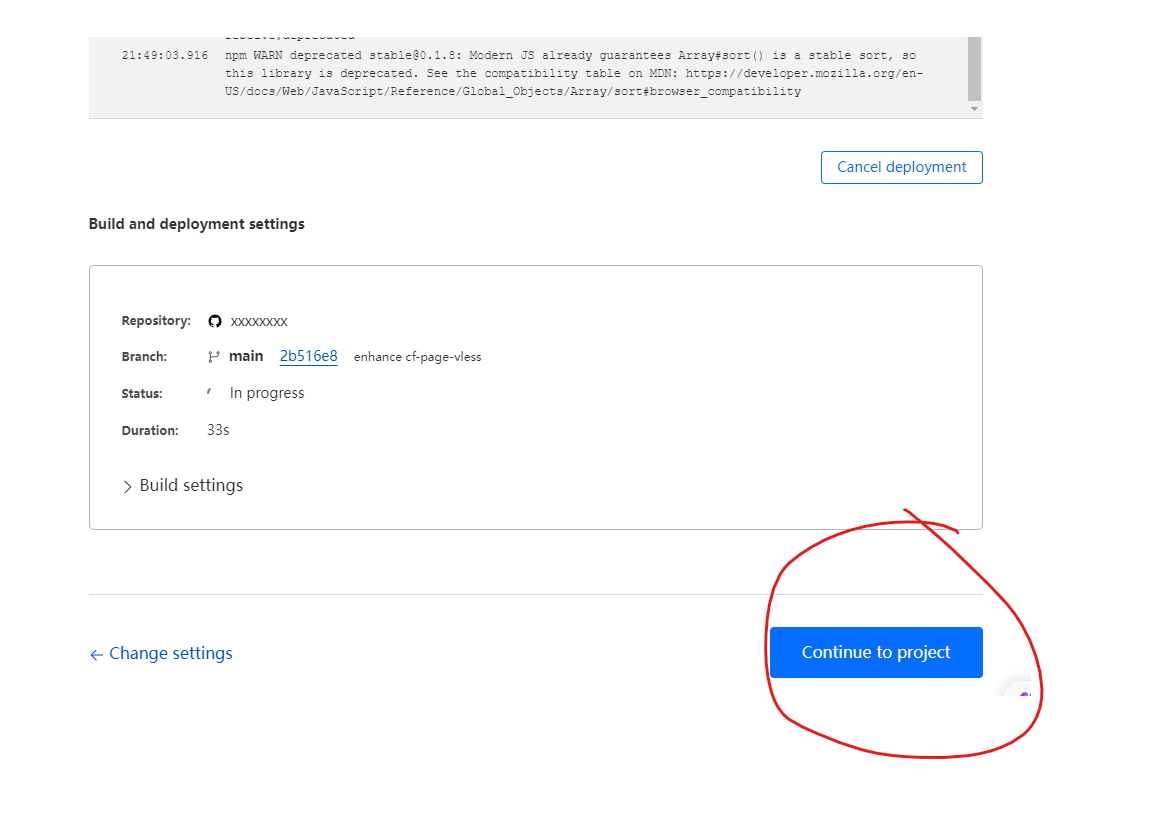 21:49:03.916 npm WARN deprecated stable@0.1.8: Modern JS already guarantees Array#sort() is a stable sort, so
this library is deprecated. See the compatibility table on MDN: https://developer.mozilla.org/en-
US/docs/Web/JavaScript/Reference/Global_Objects/Array/sort#browser_compatibility
Cancel deployment
Build and deployment settings
Repository: xxxxxxxx
Branch: main 2b516e8 enhance cf-page-vless
Status: In progress
Duration: 33s
Build settings
← Change settings
Continue to project